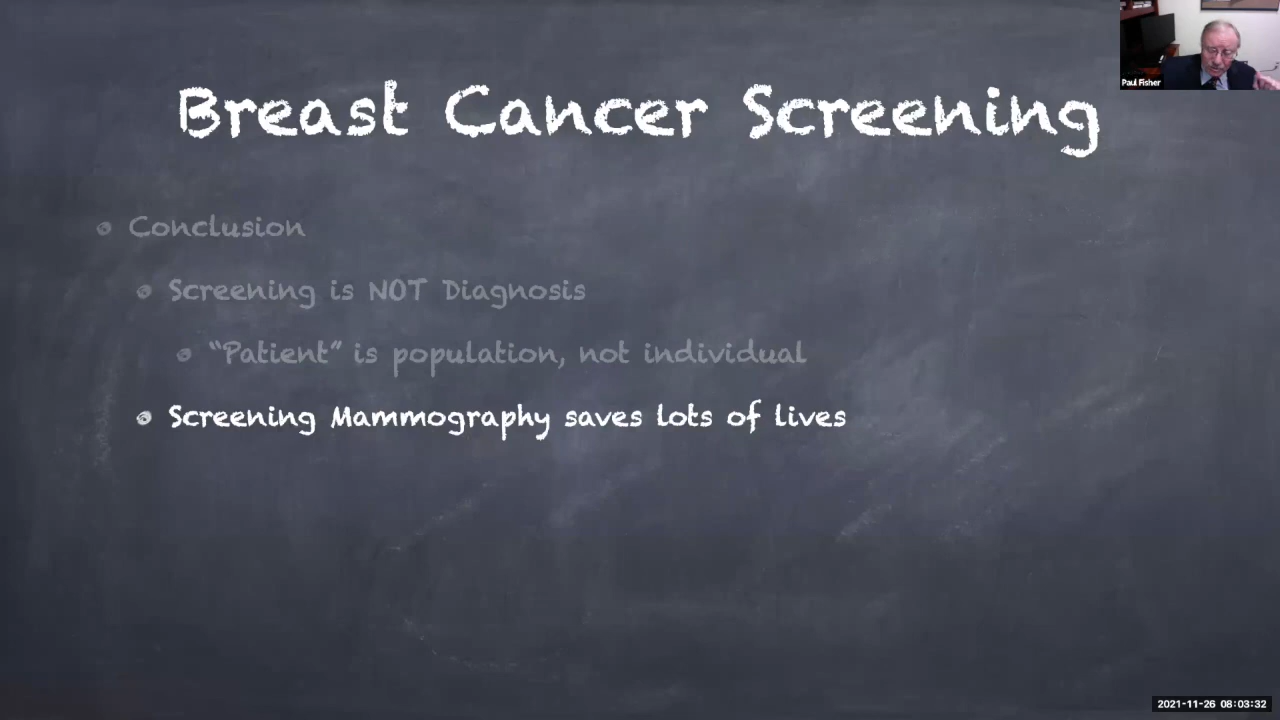 Paul Fisher
Breast Cancer Screening
Conclusion
Screening is NOT Diagnosis
“Patient” is population, not individual
Screening Mammography saves lots of lives
2021-11-26 08:03:32